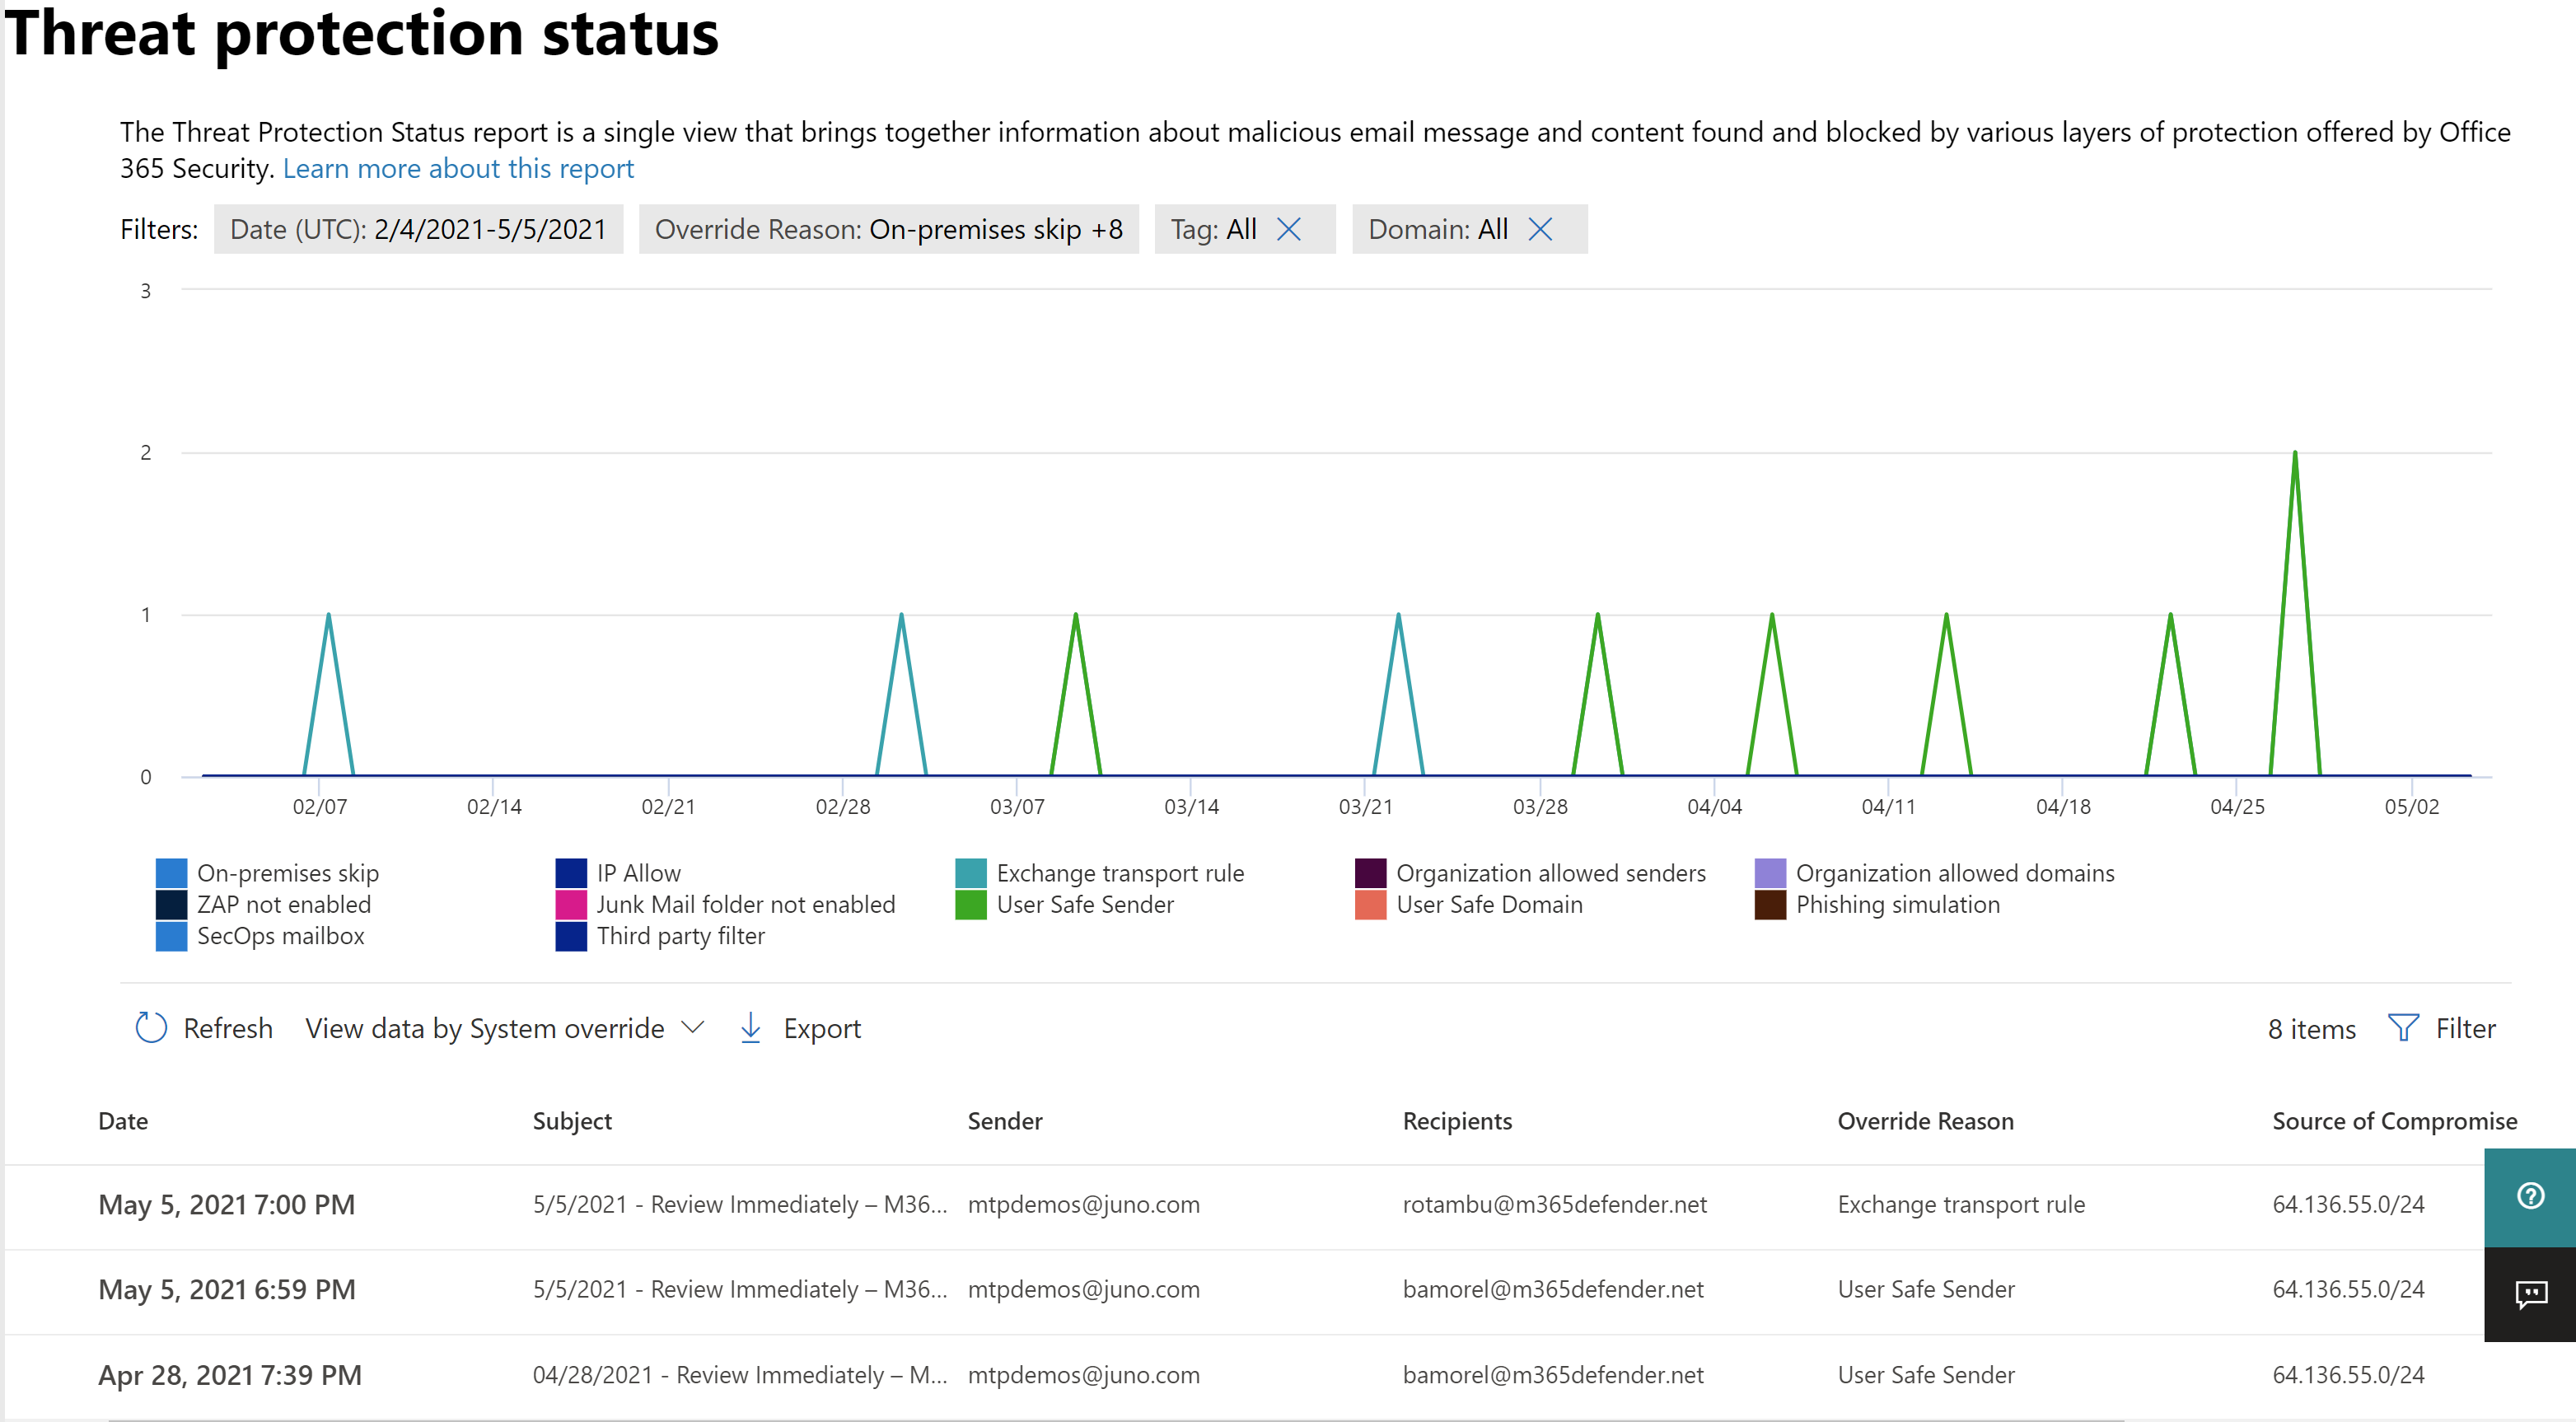 Threat protection status
The Threat Protection Status report is a single view that brings together information about malicious email message and content found and blocked by various layers of protection offered by Office
365 Security. Learn more about this report
Filters: Date (UTC): 2/4/2021-5/5/2021 Override Reason: On-premises skip +8 Tag: All Domain: All
3
2
1
0
02/07 02/14 02/21 02/28 03/07 03/14 03/21 03/28 04/04 04/11 04/18 04/25 05/02
On-premises skip IP Allow Exchange transport rule Organization allowed senders Organization allowed domains
ZAP not enabled Junk Mail folder not enabled User Safe Sender User Safe Domain Phishing simulation
SecOps mailbox Third party filter
Refresh View data by System override Export 8 items Filter
Date Subject Sender Recipients Override Reason Source of Compromise
May 5, 2021 7:00 PM 5/5/2021 - Review Immediately – M36... mtpdemos@juno.com rotambu@m365defender.net Exchange transport rule 64.136.55.0/24
May 5, 2021 6:59 PM 5/5/2021 - Review Immediately – M36... mtpdemos@juno.com bamorel@m365defender.net User Safe Sender 64.136.55.0/24
Apr 28, 2021 7:39 PM 04/28/2021 - Review Immediately – M... mtpdemos@juno.com bamorel@m365defender.net User Safe Sender 64.136.55.0/24